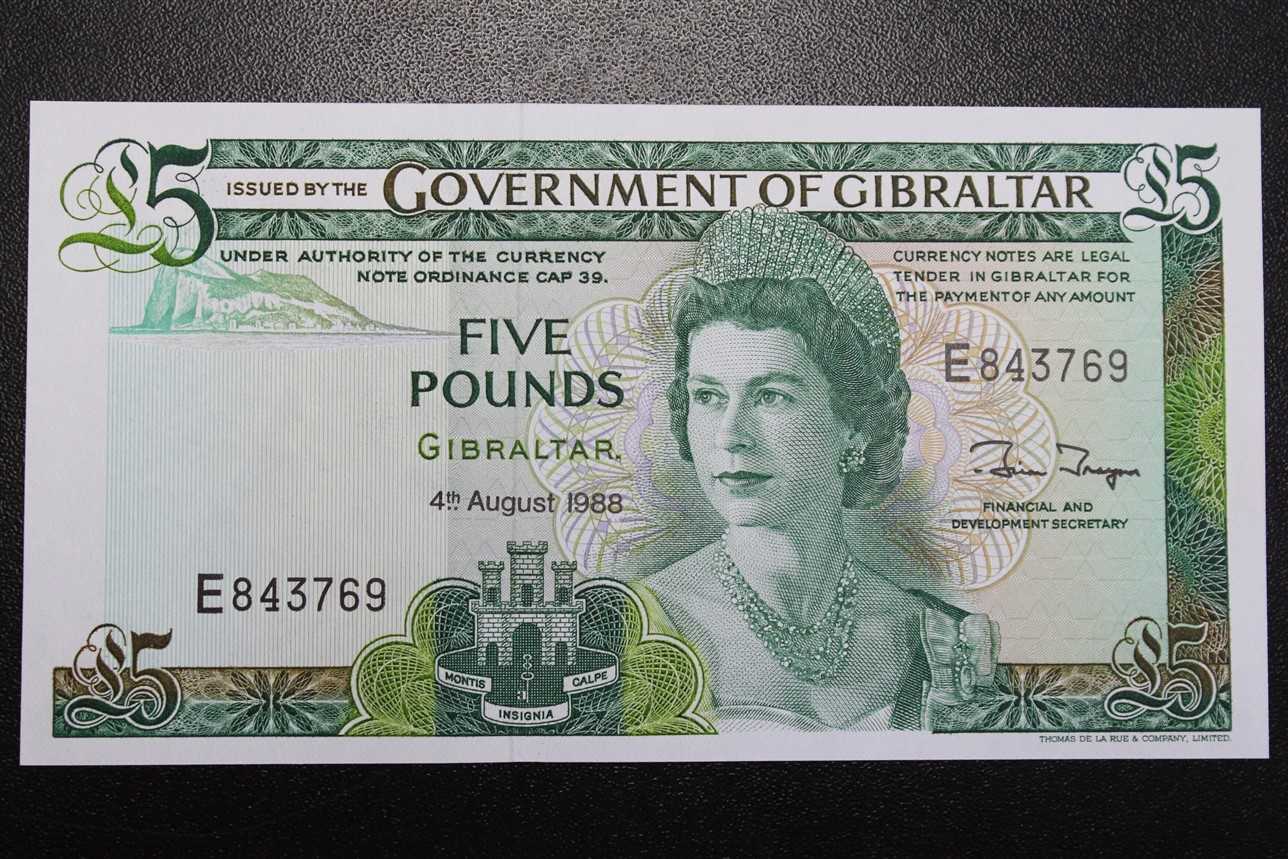 £5
ISSUED BY THE GOVERNMENT OF GIBRALTAR
£5
UNDER AUTHORITY OF THE CURRENCY
NOTE ORDINANCE CAP 39.
CURRENCY NOTES ARE LEGAL
TENDER IN GIBRALTAR FOR
THE PAYMENT OF ANY AMOUNT
FIVE
POUNDS
GIBRALTAR.
4th August 1988
E843769
FINANCIAL AND
DEVELOPMENT SECRETARY
E843769
MONTIS
CALPE
INSIGNIA
£5
£5
THOMAS DE LA RUE & COMPANY, LIMITED.